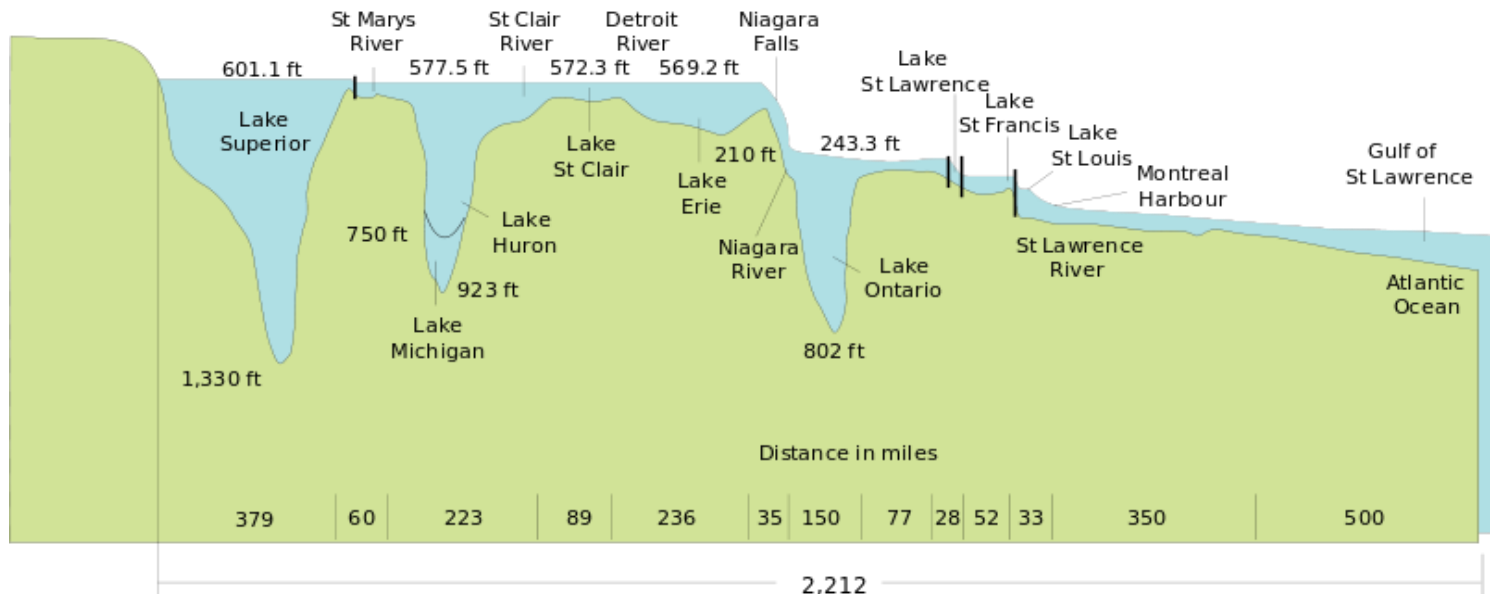 St Marys
River
St Clair
River
Detroit
River
Niagara
Falls
601.1 ft
577.5 ft
572.3 ft
569.2 ft
Lake
St Lawrence
Lake
St Francis
Lake
St Louis
Lake
Superior
Lake
St Clair
210 ft
243.3 ft
Montreal
Harbour
Gulf of
St Lawrence
Lake
Erie
750 ft
Lake
Huron
Niagara
River
Lake
Ontario
St Lawrence
River
923 ft
Atlantic
Ocean
Lake
Michigan
802 ft
1,330 ft
Distance in miles
379 60 223 89 236 35 150 77 28 52 33 350 500
2,212